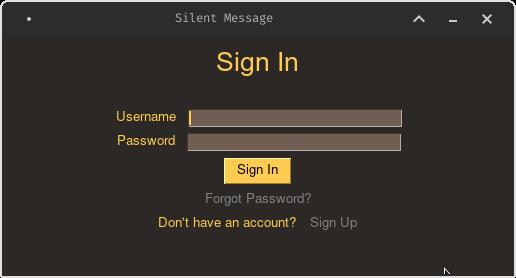 Silent Message
Sign In
Username
Password
Sign In
Forgot Password?
Don't have an account? Sign Up